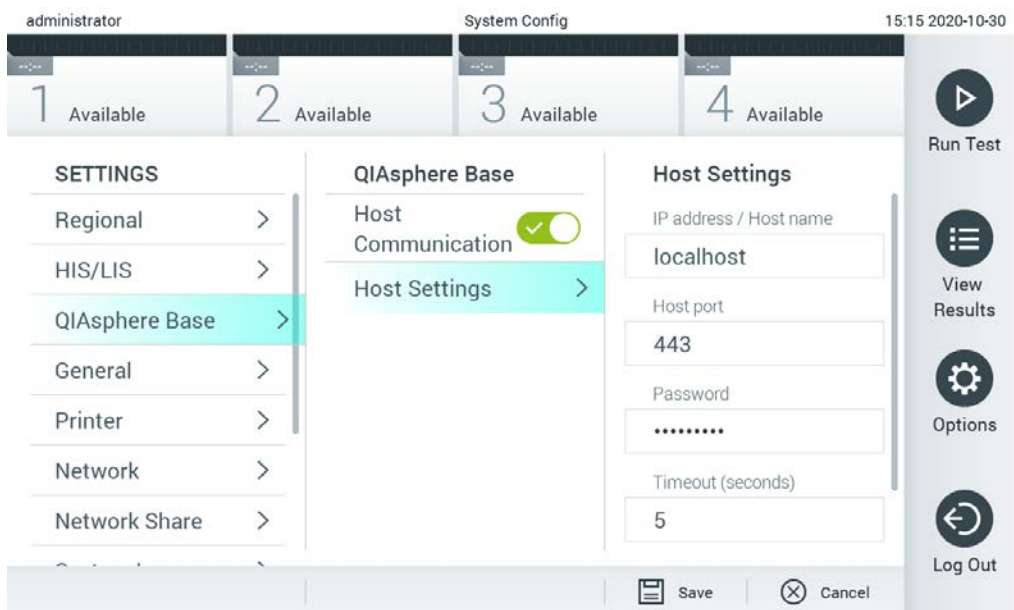 administrator
System Config
15:15 2020-10-30
--:--
--:--
--:--
--:--
1 Available
2 Available
3 Available
4 Available
Run Test
View
Results
Options
Log Out
SETTINGS
Regional
HIS/LIS
QIAsphere Base
General
Printer
Network
Network Share
QIAsphere Base
Host
Communication
Host Settings
Host Settings
IP address / Host name
localhost
Host port
443
Password
•••••••••
Timeout (seconds)
5
Save
Cancel